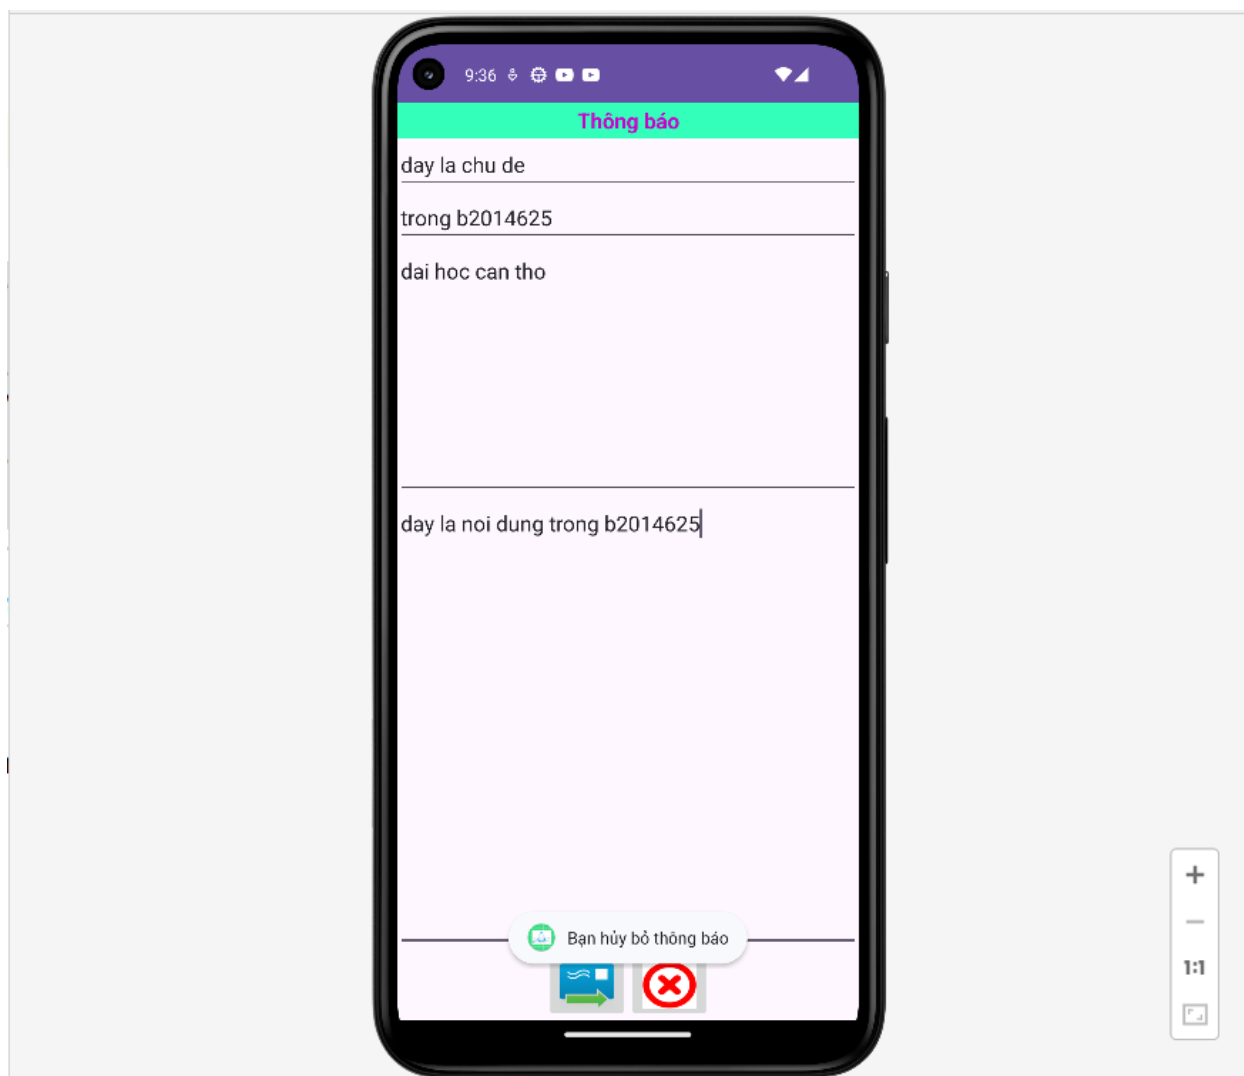 9:36
Thông báo
day la chu de
trong b2014625
dai hoc can tho
day la noi dung trong b2014625
Bạn hủy bỏ thông báo
1:1